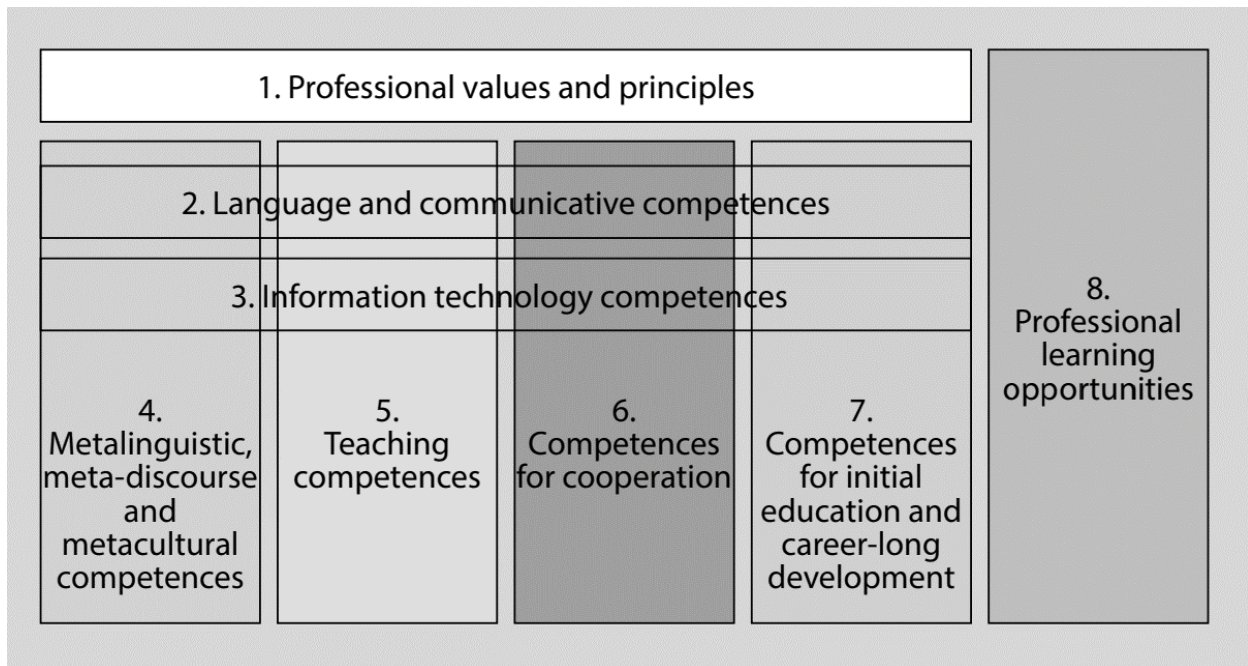 1. Professional values and principles
2. Language and communicative competences
3. Information technology competences
4.
Metalinguistic,
meta-discourse
and
metacultural
competences
5.
Teaching
competences
6.
Competences
for cooperation
7.
Competences
for initial
education and
career-long
development
8.
Professional
learning
opportunities